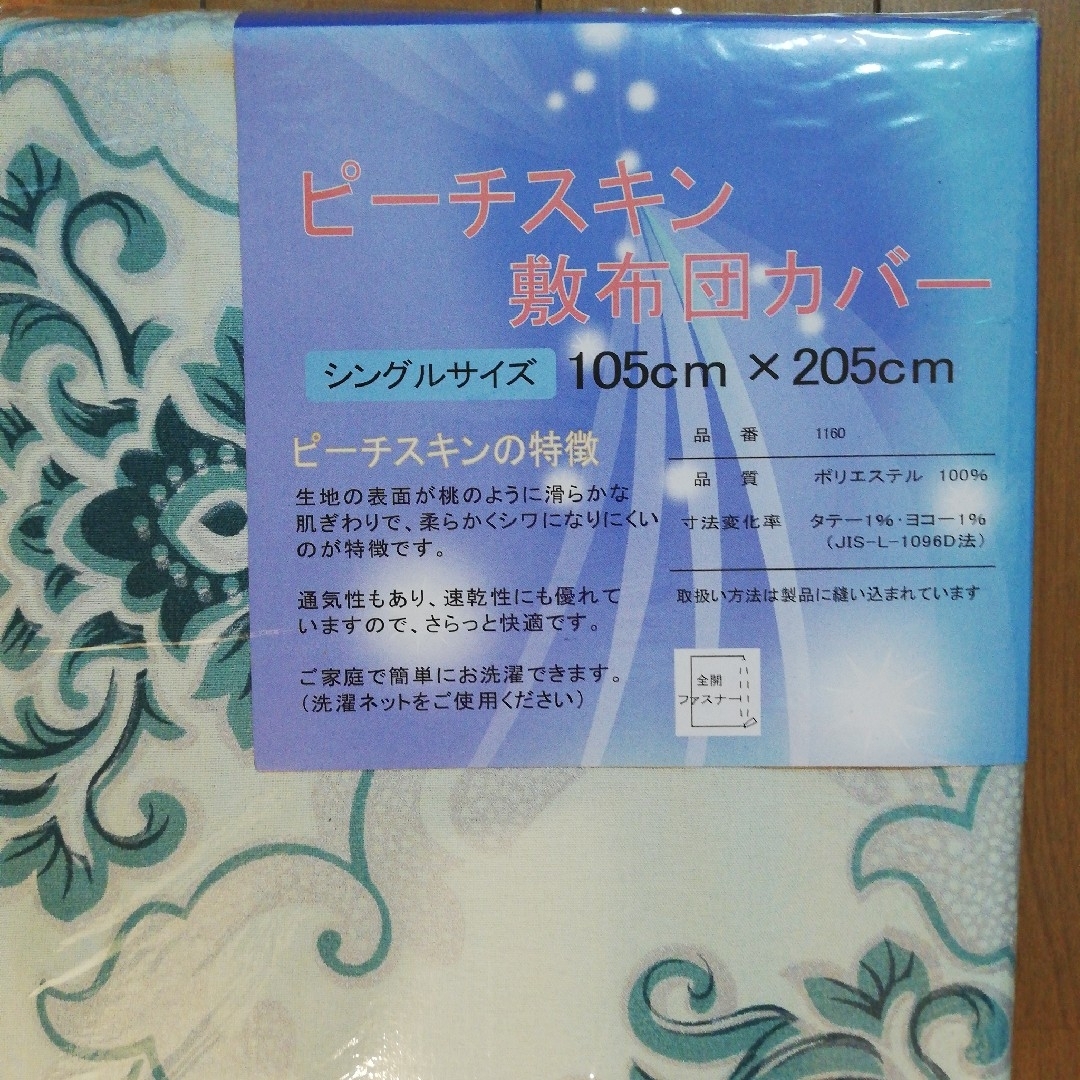 ピーチスキン
敷布団カバー
シングルサイズ 105cm×205cm
ピーチスキンの特徴
生地の表面が桃のように滑らかな
肌ぎわりで、柔らかくシワになりにくい
のが特徴です。
通気性もあり、速乾性にも優れて
いますので、さらっと快適です。
ご家庭で簡単にお洗濯できます。
(洗濯ネットをご使用ください)
品 番 1160
品 質 ポリエステル 100%
寸法変化率 タテー1%・ヨコー1%
(JIS-L-1096D法)
取扱い方法は製品に縫い込まれています
全開
ファスナー